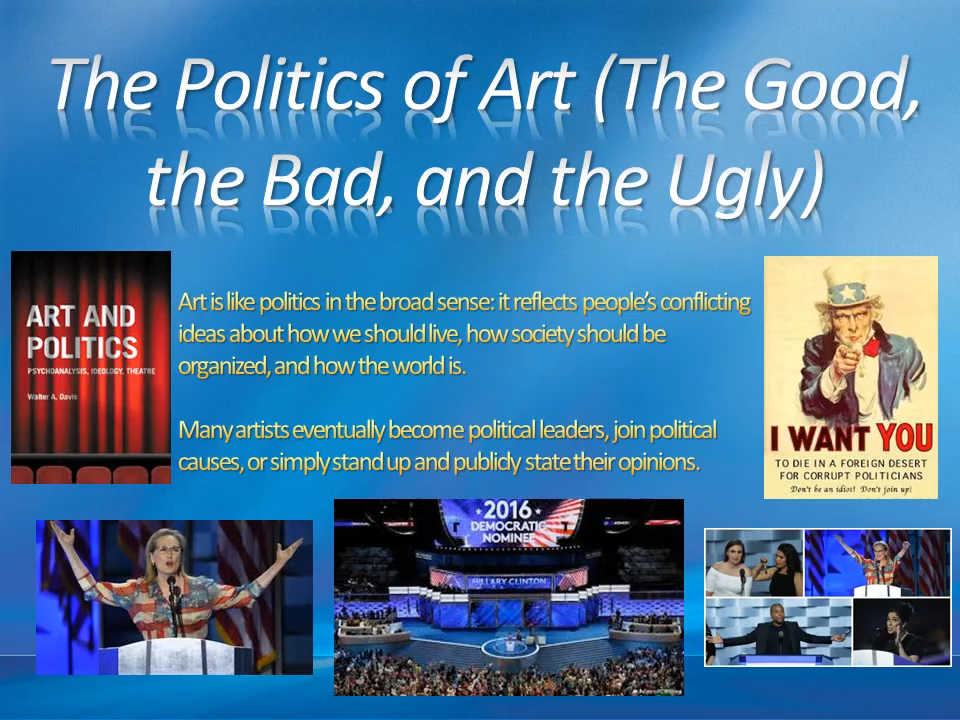 The Politics of Art (The Good,
the Bad, and the Ugly)
ART AND
POLITICS
PSYCHOANALYSIS, IDEOLOGY, THEATRE
Walter A. Davis
Art is like politics in the broad sense: it reflects people’s conflicting
ideas about how we should live, how society should be
organized, and how the world is.
Many artists eventually become political leaders, join political
causes, or simply stand up and publicly state their opinions.
I WANT YOU
TO DIE IN A FOREIGN DESERT
FOR CORRUPT POLITICIANS
Don't be an idiot! Don't join up!
2016
DEMOCRATIC
NOMINEE
HILLARY CLINTON